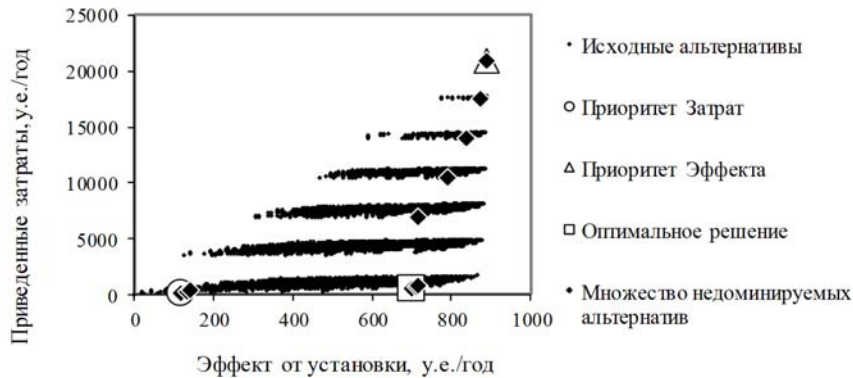 Приведенные затраты, у.е./год
25000
20000
15000
10000
5000
0
0 200 400 600 800 1000
Эффект от установки, у.е./год
Исходные альтернативы
Приоритет Затрат
Приоритет Эффекта
Оптимальное решение
Множество недоминируемых
альтернатив